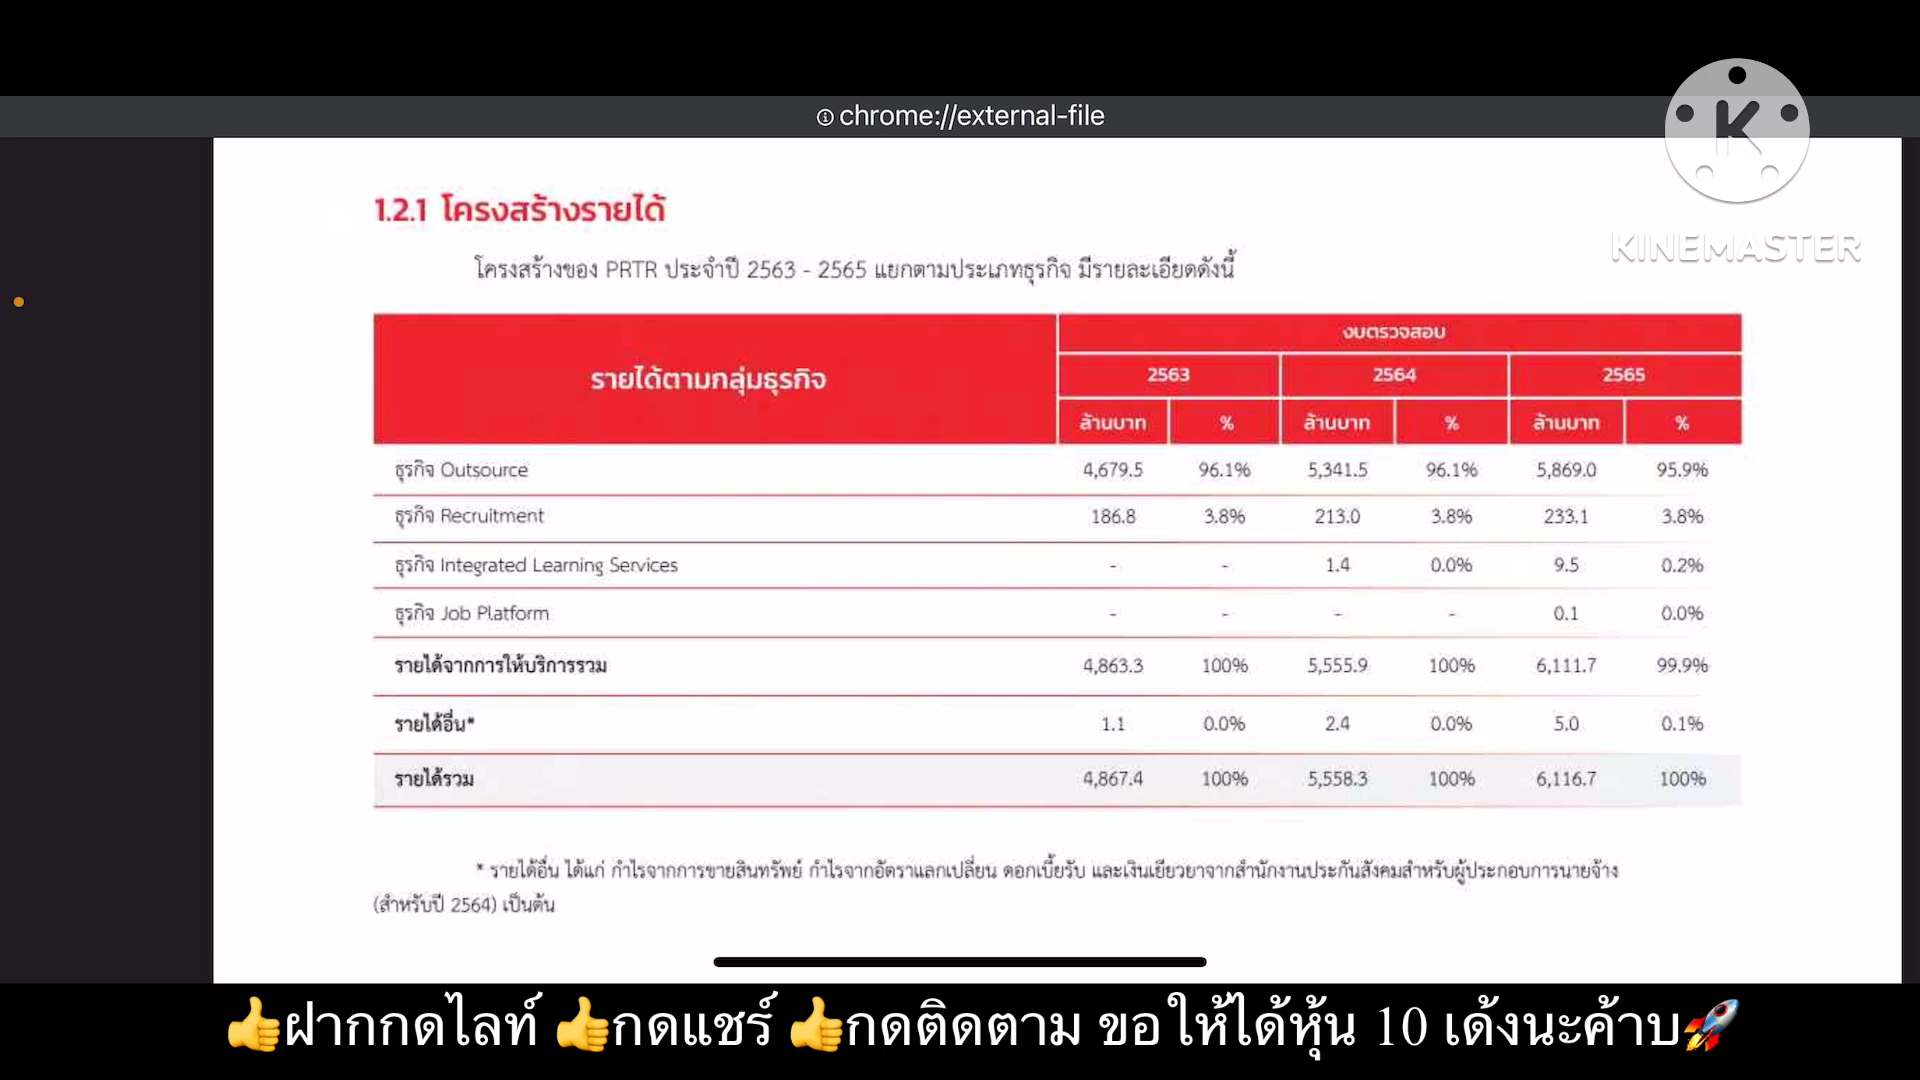 chrome://external-file
K
KINEMASTER
1.2.1 โครงสร้างรายได้
โครงสร้างของ PRTR ประจำปี 2563 - 2565 แยกตามประเภทธุรกิจ มีรายละเอียดดังนี้
รายได้ตามกลุ่มธุรกิจ งบตรวจสอบ
2563 2564 2565
ล้านบาท % ล้านบาท % ล้านบาท %
ธุรกิจ Outsource 4,679.5 96.1% 5,341.5 96.1% 5,869.0 95.9%
ธุรกิจ Recruitment 186.8 3.8% 213.0 3.8% 233.1 3.8%
ธุรกิจ Integrated Learning Services - - 1.4 0.0% 9.5 0.2%
ธุรกิจ Job Platform - - - - 0.1 0.0%
รายได้จากการให้บริการรวม 4,863.3 100% 5,555.9 100% 6,111.7 99.9%
รายได้อื่น* 1.1 0.0% 2.4 0.0% 5.0 0.1%
รายได้รวม 4,867.4 100% 5,558.3 100% 6,116.7 100%
* รายได้อื่น ได้แก่ กำไรจากการขายสินทรัพย์ กำไรจากอัตราแลกเปลี่ยน ดอกเบี้ยรับ และเงินเยียวยาจากสำนักงานประกันสังคมสำหรับผู้ประกอบการนายจ้าง
(สำหรับปี 2564) เป็นต้น
👍ฝากกดไลท์ 👍กดแชร์ 👍กดติดตาม ขอให้ได้หุ้น 10 เด้งนะค้าบ🚀